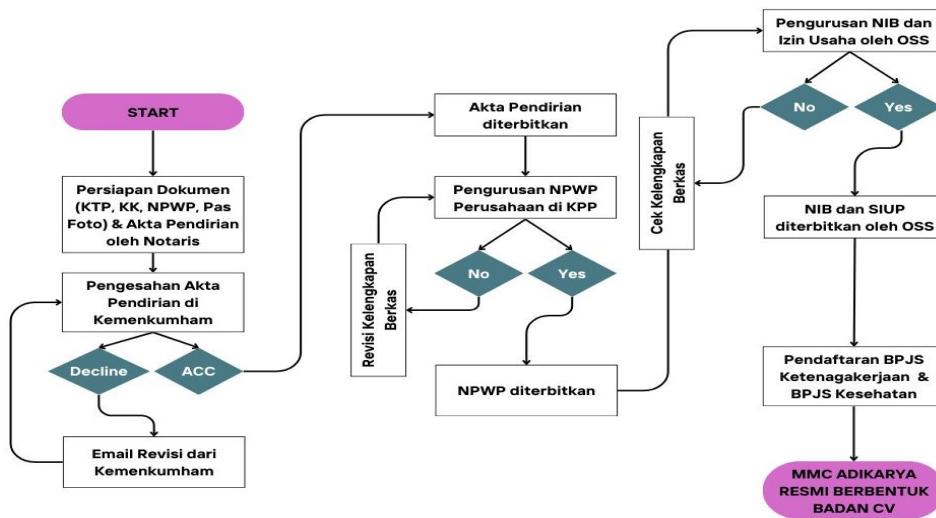 START
Persiapan Dokumen
(KTP, KK, NPWP, Pas
Foto) & Akta Pendirian
oleh Notaris
Pengesahan Akta
Pendirian di
Kemenkumham
Decline
ACC
Email Revisi dari
Kemenkumham
Akta Pendirian
diterbitkan
Pengurusan NPWP
Perusahaan di KPP
No
Yes
Revisi Kelengkapan
Berkas
NPWP diterbitkan
Cek Kelengkapan
Berkas
Pengurusan NIB dan
Izin Usaha oleh OSS
No
Yes
NIB dan SIUP
diterbitkan oleh OSS
Pendaftaran BPJS
Ketenagakerjaan &
BPJS Kesehatan
MMC ADIKARYA
RESMI BERBENTUK
BADAN CV